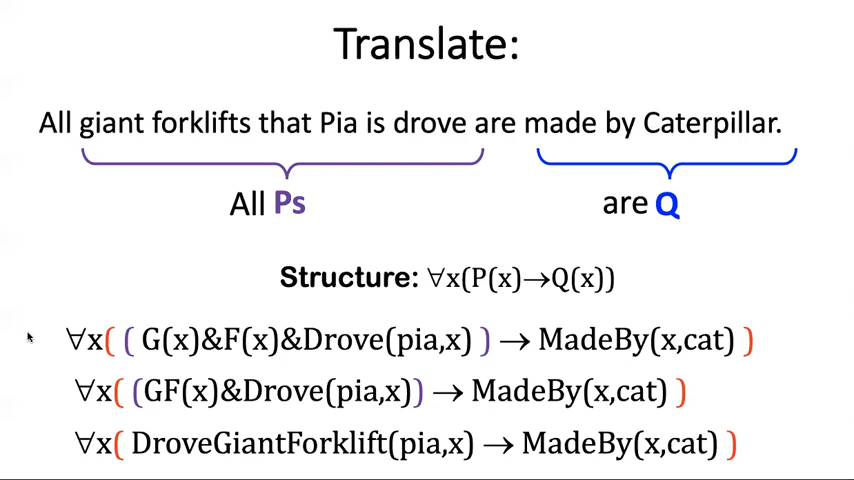 Translate:
All giant forklifts that Pia is drove are made by Caterpillar.
All Ps are Q
Structure: ∀x(P(x)→Q(x))
∀x( ( G(x)&F(x)&Drove(pia,x) ) → MadeBy(x,cat) )
∀x( (GF(x)&Drove(pia,x)) → MadeBy(x,cat) )
∀x( DroveGiantForklift(pia,x) → MadeBy(x,cat) )